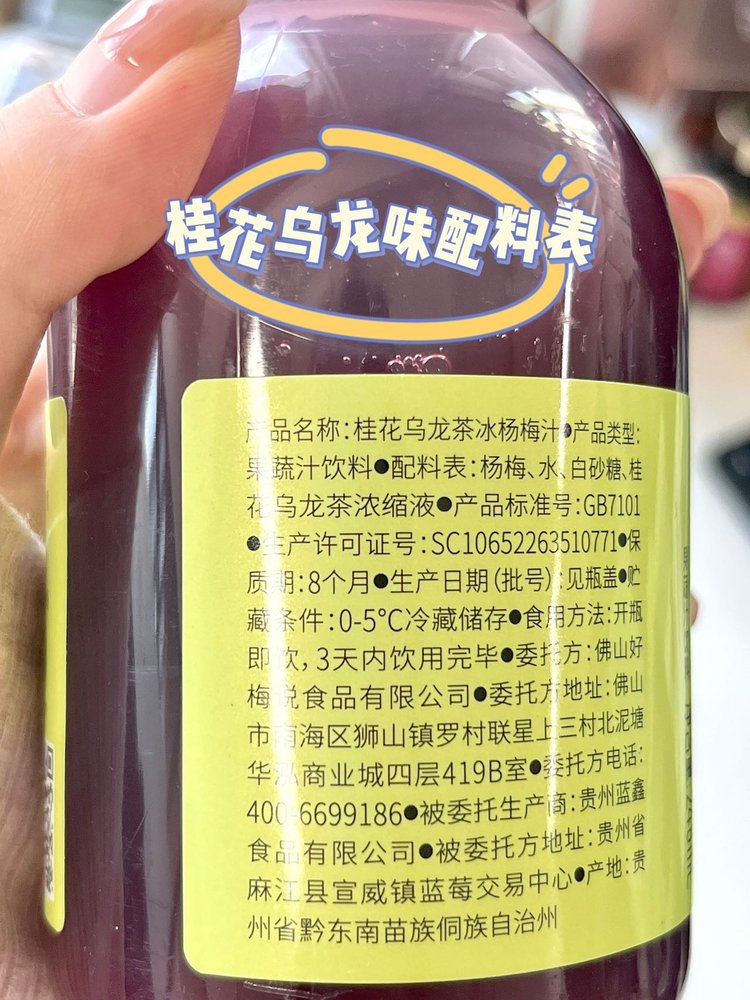 桂花乌龙味配料表
产品名称:桂花乌龙茶冰杨梅汁●产品类型:
果蔬汁饮料●配料表:杨梅、水、白砂糖、桂
花乌龙茶浓缩液●产品标准号:GB7101
●生产许可证号:SC10652263510771●保
质期:8个月●生产日期(批号):见瓶盖●贮
藏条件:0-5℃冷藏储存●食用方法:开瓶
即饮,3天内饮用完毕●委托方:佛山好
梅悦食品有限公司●委托方地址:佛山
市南海区狮山镇罗村联星上三村北泥塘
华泓商业城四层419B室●委托方电话:
400-6699186●被委托生产商:贵州蓝鑫
食品有限公司●被委托方地址:贵州省
麻江县宣威镇蓝莓交易中心●产地:贵
州省黔东南苗族侗族自治州